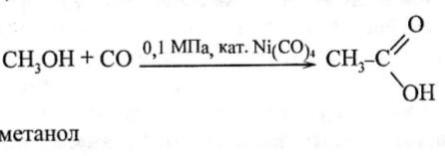 CH₃OH + CO 0,1 МПа, кат. Ni(CO)₄ CH₃–C O OH
метанол